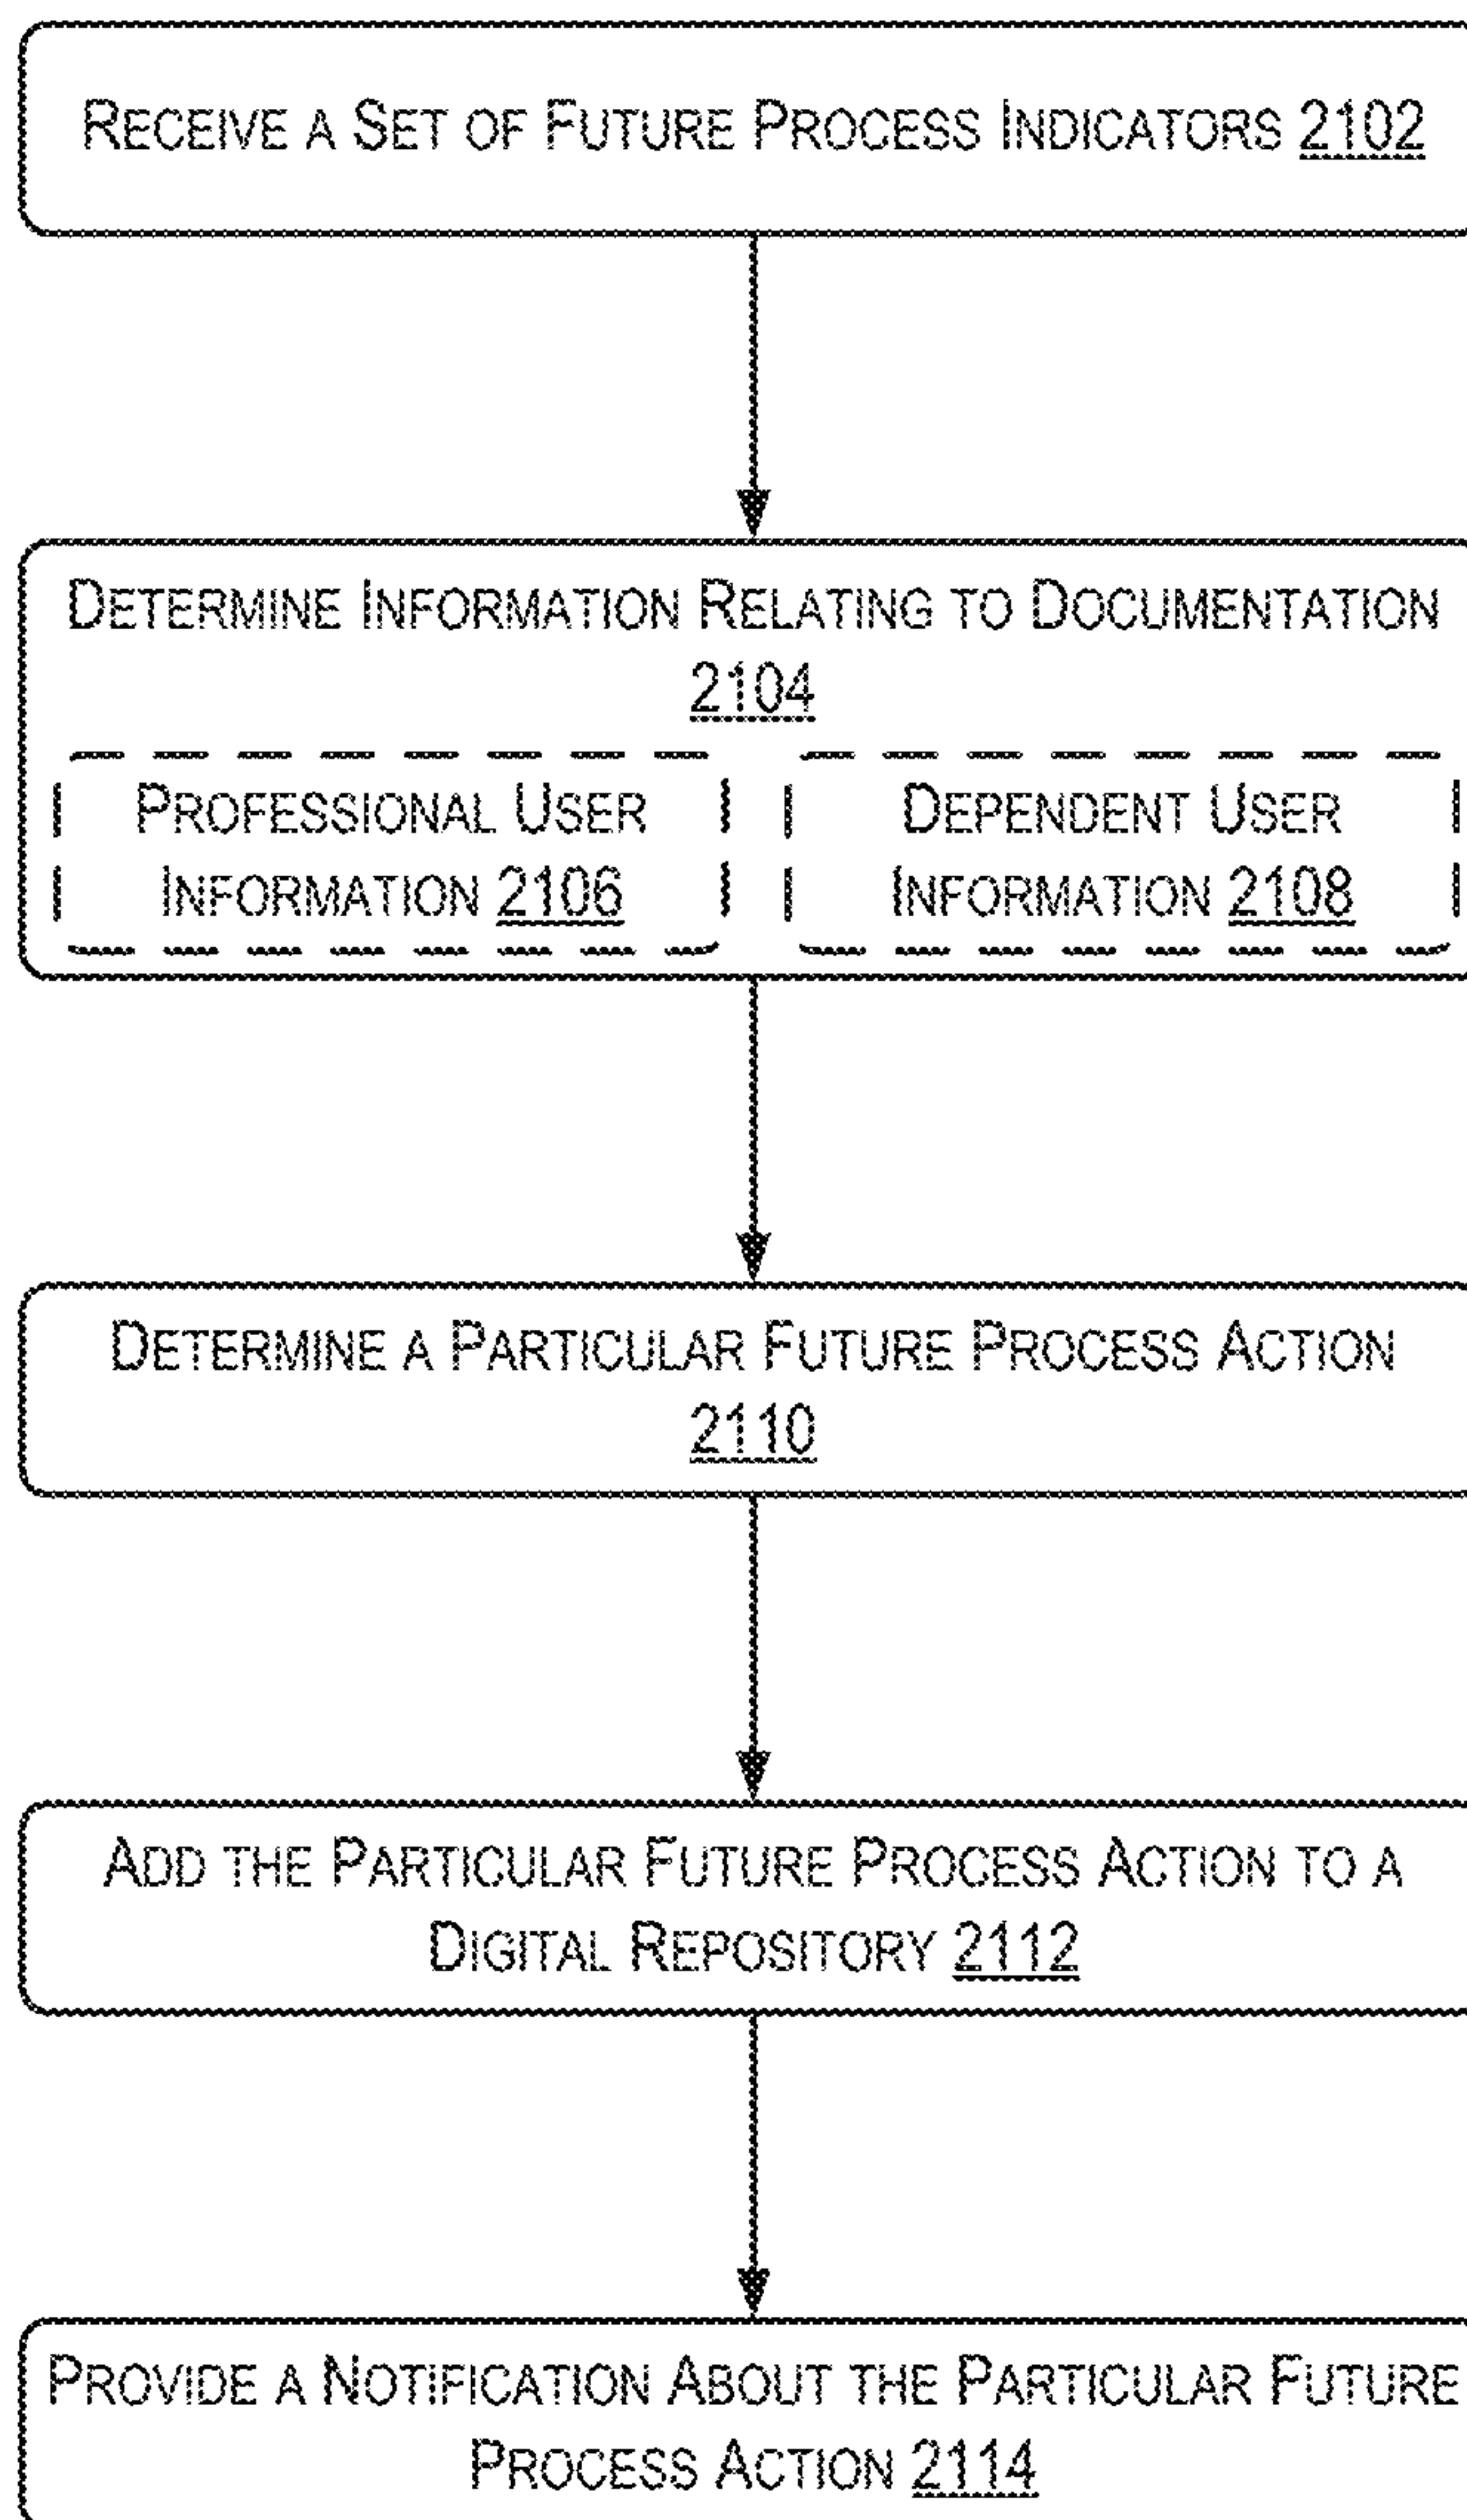 RECEIVE A SET OF FUTURE PROCESS INDICATORS 2102
DETERMINE INFORMATION RELATING TO DOCUMENTATION
2104
PROFESSIONAL USER
INFORMATION 2106
DEPENDENT USER
INFORMATION 2108
DETERMINE A PARTICULAR FUTURE PROCESS ACTION
2110
ADD THE PARTICULAR FUTURE PROCESS ACTION TO A
DIGITAL REPOSITORY 2112
PROVIDE A NOTIFICATION ABOUT THE PARTICULAR FUTURE
PROCESS ACTION 2114